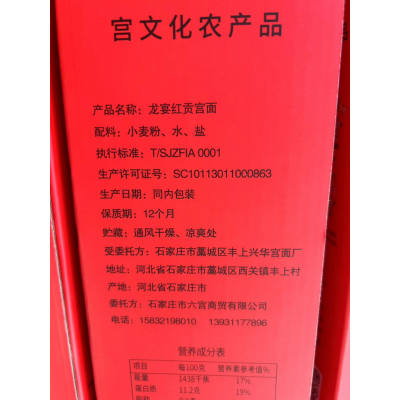 宫文化农产品
产品名称：龙宴红贡宫面
配料：小麦粉、水、盐
执行标准：T/SJZFIA 0001
生产许可证号：SC10113011000863
生产日期：同内包装
保质期：12个月
贮藏：通风干燥、凉爽处
受委托方：石家庄市藁城区丰上兴华宫面厂
地址：河北省石家庄市藁城区西关镇丰上村
产地：河北省石家庄市
委托方：石家庄市六宫商贸有限公司
电话：15832198010 13931177896
营养成分表
项目 每100克 营养素参考值%
能量 1438千焦 17%
蛋白质 11.2克 19%